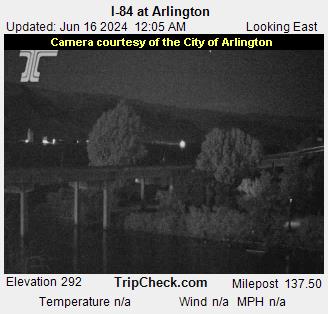 I-84 at Arlington
Updated: Jun 16 2024 12:05 AM Looking East
Camera courtesy of the City of Arlington
Elevation 292 TripCheck.com Milepost 137.50
Temperature n/a Wind n/a MPH n/a